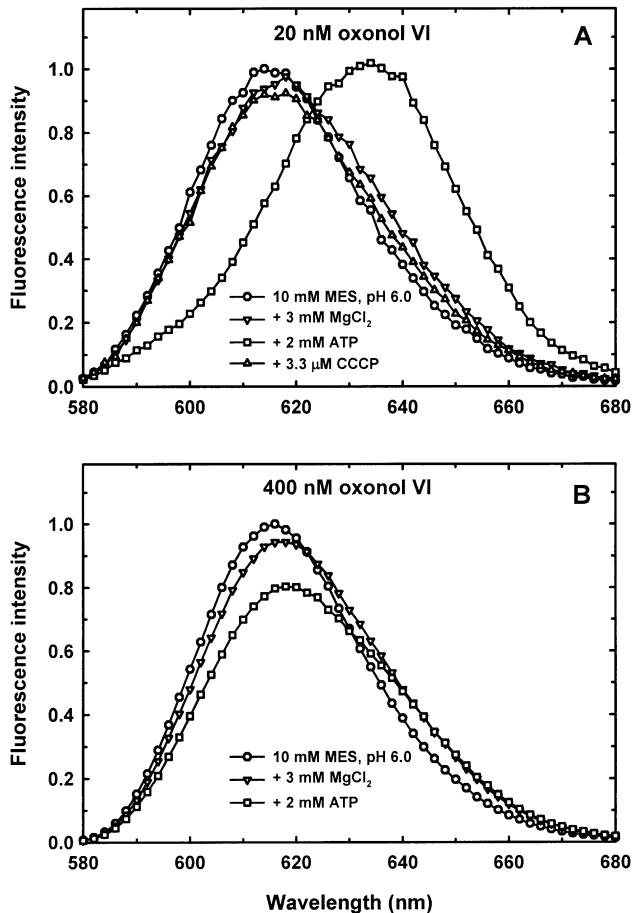 20 nM oxonol VI
A
Fluorescence intensity
1.0
0.8
0.6
0.4
0.2
0.0
10 mM MES, pH 6.0
+ 3 mM MgCl₂
+ 2 mM ATP
+ 3.3 μM CCCP
580 600 620 640 660 680
400 nM oxonol VI
B
Fluorescence intensity
1.0
0.8
0.6
0.4
0.2
0.0
10 mM MES, pH 6.0
+ 3 mM MgCl₂
+ 2 mM ATP
580 600 620 640 660 680
Wavelength (nm)